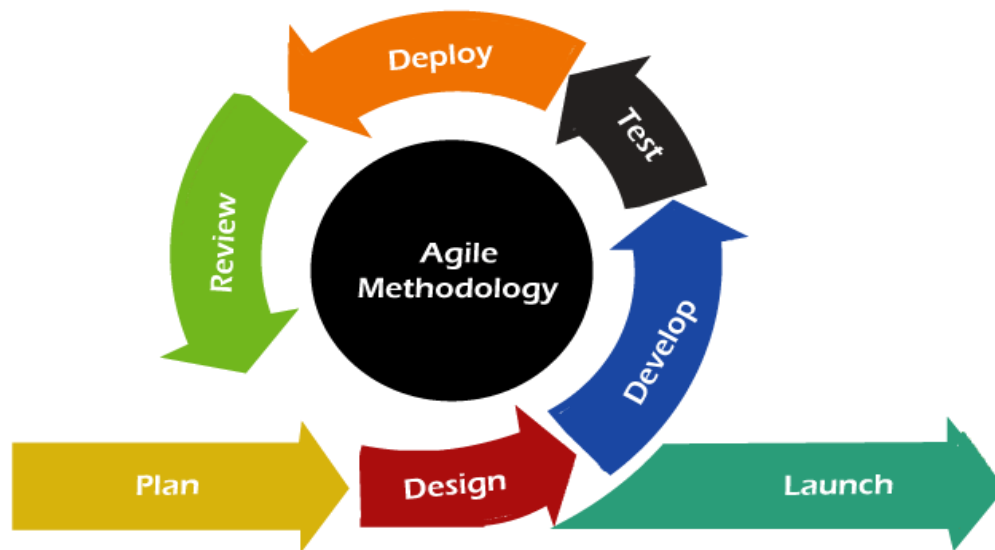 Deploy
Test
Review
Agile
Methodology
Develop
Plan
Design
Launch